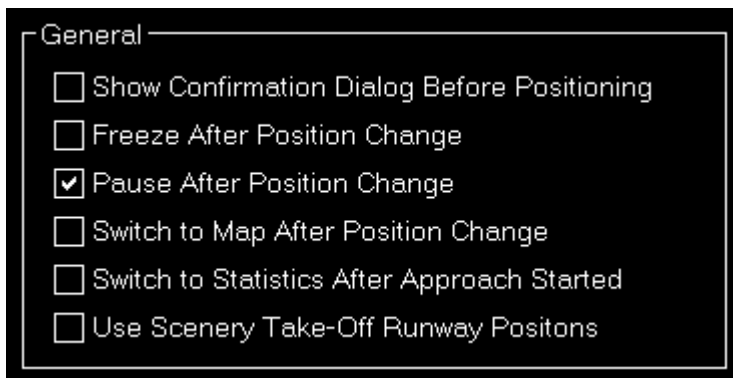 General
Show Confirmation Dialog Before Positioning
Freeze After Position Change
Pause After Position Change
Switch to Map After Position Change
Switch to Statistics After Approach Started
Use Scenery Take-Off Runway Positons